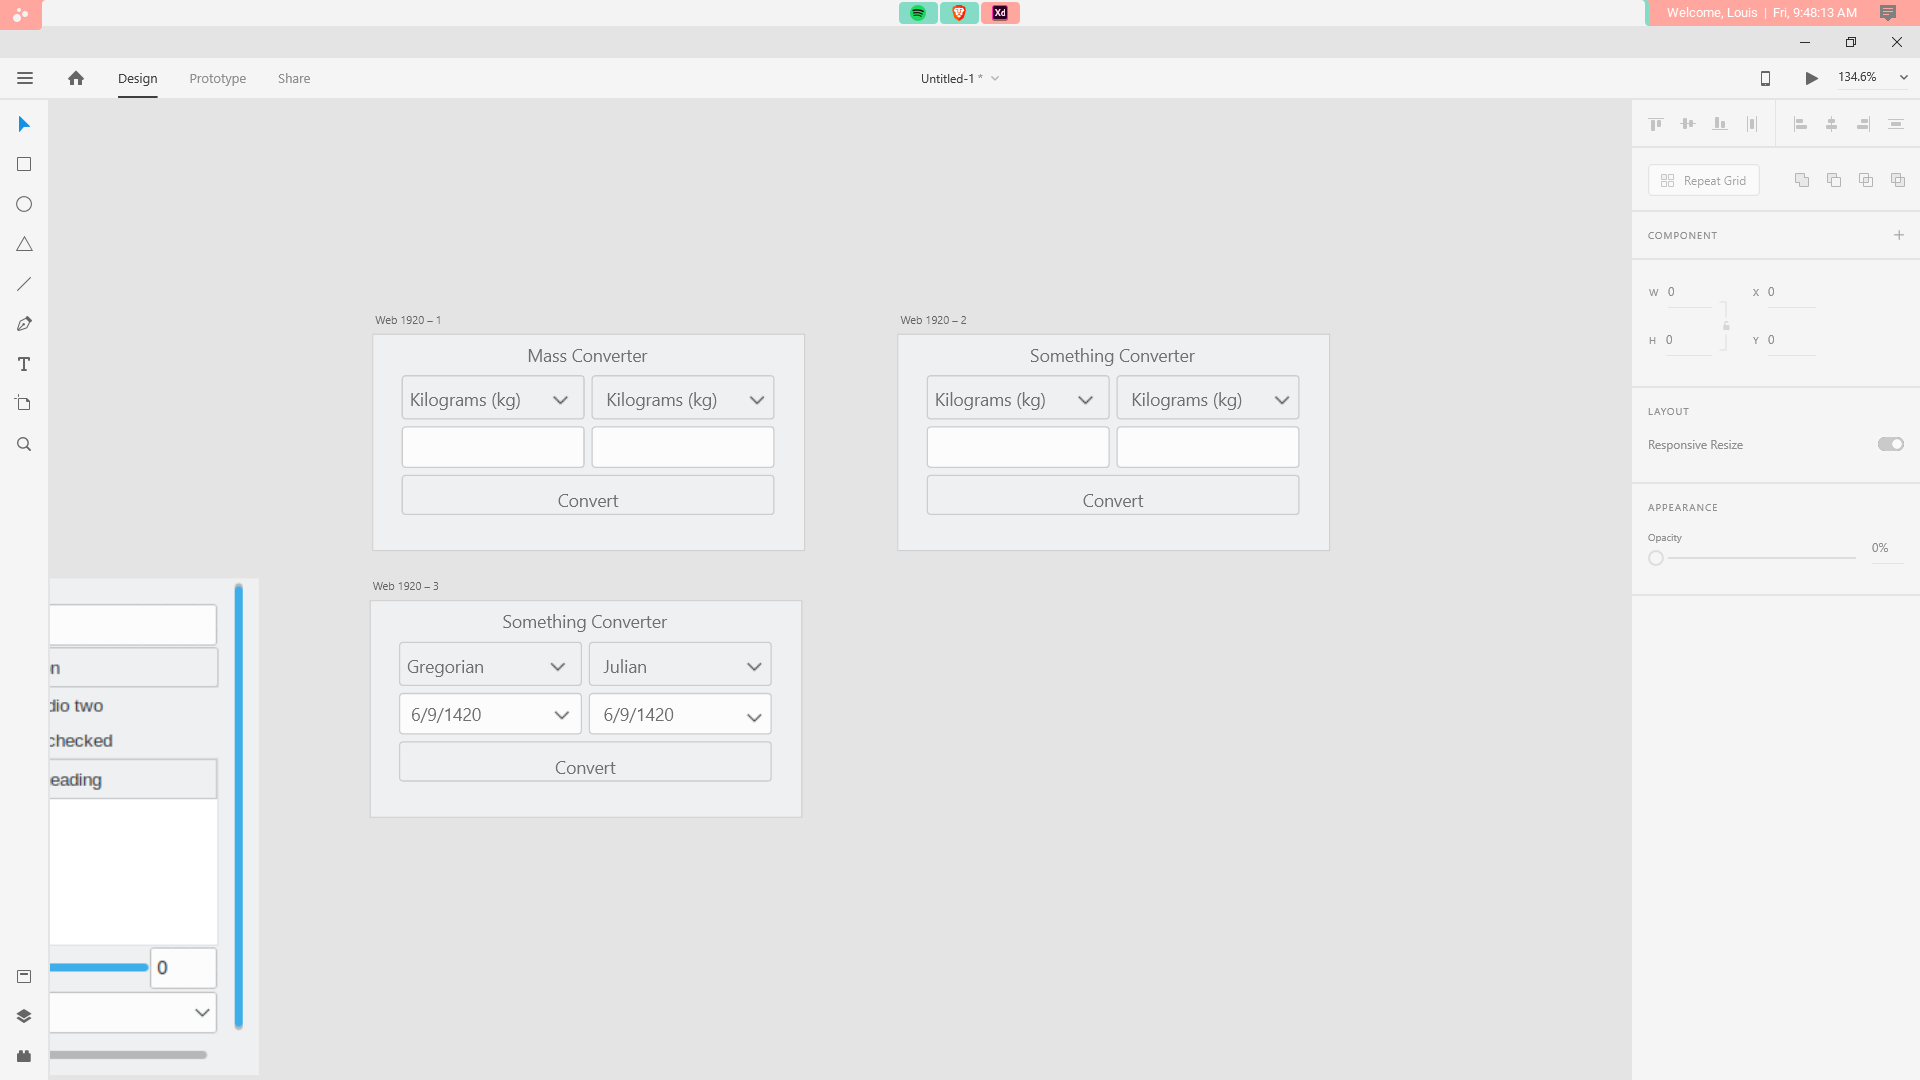 Xd
Welcome, Louis | Fri, 9:48:13 AM
Design
Prototype
Share
Untitled-1 *
134.6%
Repeat Grid
COMPONENT
W 0
X 0
H 0
Y 0
LAYOUT
Responsive Resize
APPEARANCE
Opacity
0%
Web 1920 – 1
Mass Converter
Kilograms (kg)
Kilograms (kg)
Convert
Web 1920 – 2
Something Converter
Kilograms (kg)
Kilograms (kg)
Convert
Web 1920 – 3
Something Converter
Gregorian
Julian
6/9/1420
6/9/1420
Convert
n
dio two
checked
eading
0